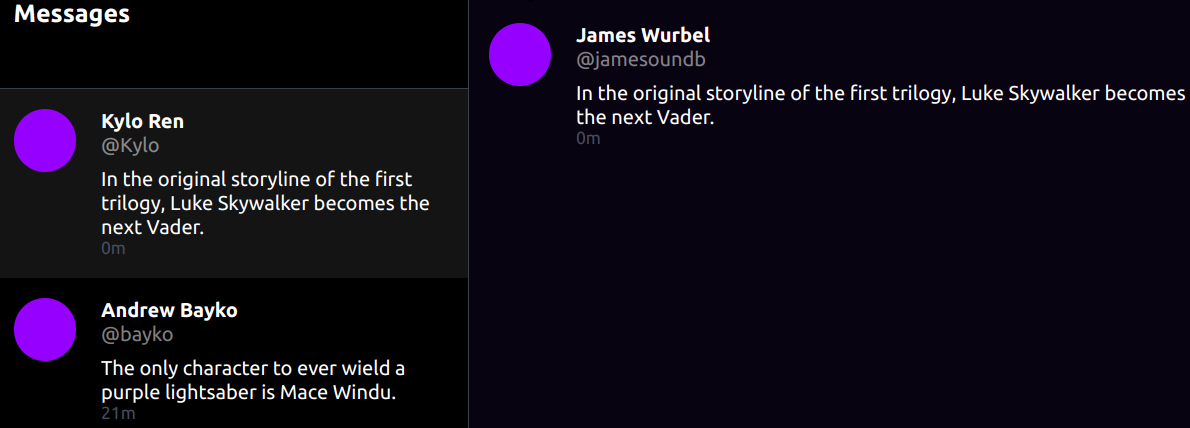 Messages
Kylo Ren
@Kylo
In the original storyline of the first
trilogy, Luke Skywalker becomes the
next Vader.
0m
Andrew Bayko
@bayko
The only character to ever wield a
purple lightsaber is Mace Windu.
21m
James Wurbel
@jamesoundb
In the original storyline of the first trilogy, Luke Skywalker becomes
the next Vader.
0m